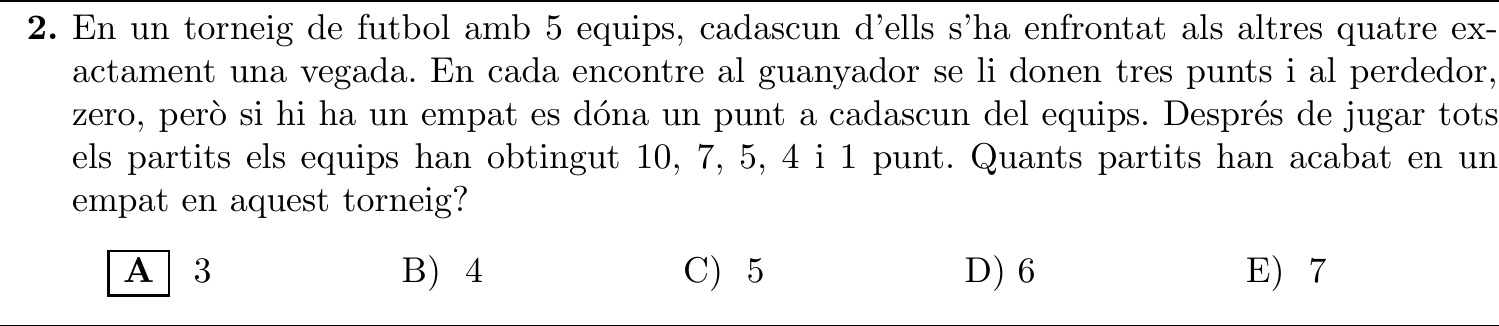 2. En un torneig de futbol amb 5 equips, cadascun d'ells s'ha enfrontat als altres quatre ex-
actament una vegada. En cada encontre al guanyador se li donen tres punts i al perdedor,
zero, però si hi ha un empat es dóna un punt a cadascun del equips. Després de jugar tots
els partits els equips han obtingut 10, 7, 5, 4 i 1 punt. Quants partits han acabat en un
empat en aquest torneig?
A 3 B) 4 C) 5 D) 6 E) 7